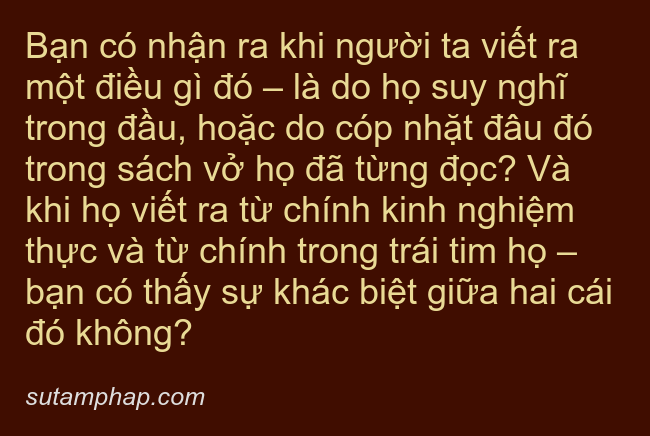 Bạn có nhận ra khi người ta viết ra
một điều gì đó – là do họ suy nghĩ
trong đầu, hoặc do cóp nhặt đâu đó
trong sách vở họ đã từng đọc? Và
khi họ viết ra từ chính kinh nghiệm
thực và từ chính trong trái tim họ –
bạn có thấy sự khác biệt giữa hai cái
đó không?
sutamphap.com